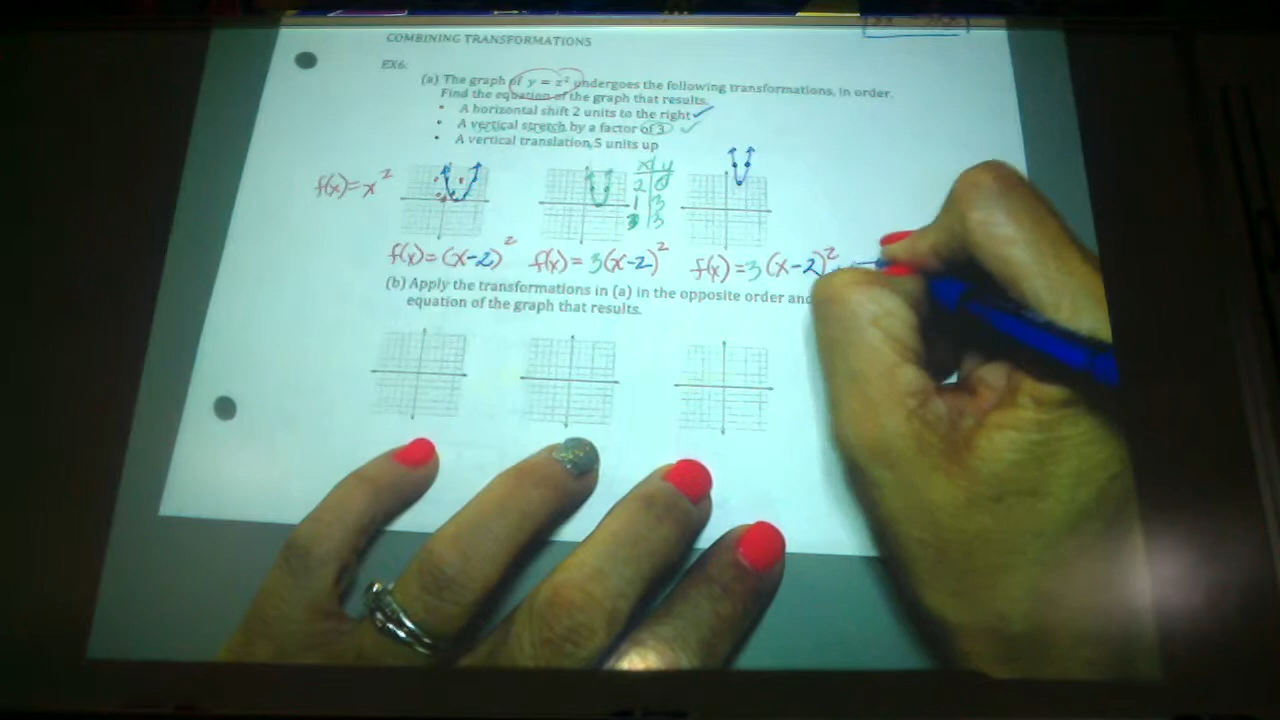 COMBINING TRANSFORMATIONS
EX6:
(a) The graph of y = x² undergoes the following transformations, in order.
Find the equation of the graph that results.
• A horizontal shift 2 units to the right ✓
• A vertical stretch by a factor of 3 ✓
• A vertical translation, 5 units up
f(x)=x²
x y
2 0
1 3
3 3
f(x)=(x-2)² f(x)=3(x-2)² f(x)=3(x-2)²
(b) Apply the transformations in (a) in the opposite order and
equation of the graph that results.